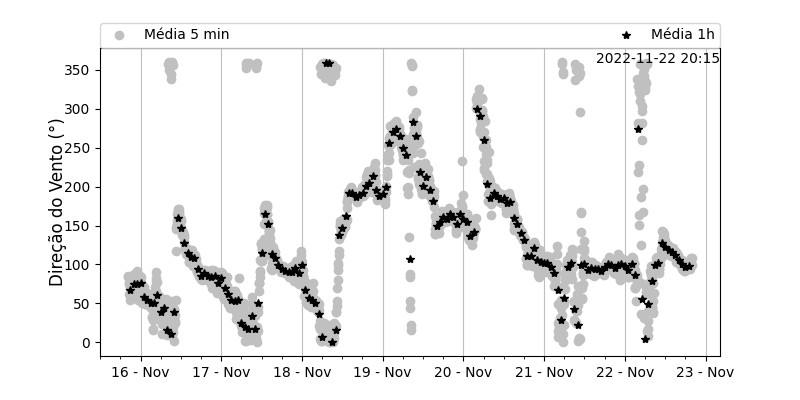 Média 5 min
Média 1h
2022-11-22 20:15
Direção do Vento (°)
350
300
250
200
150
100
50
0
16 - Nov
17 - Nov
18 - Nov
19 - Nov
20 - Nov
21 - Nov
22 - Nov
23 - Nov